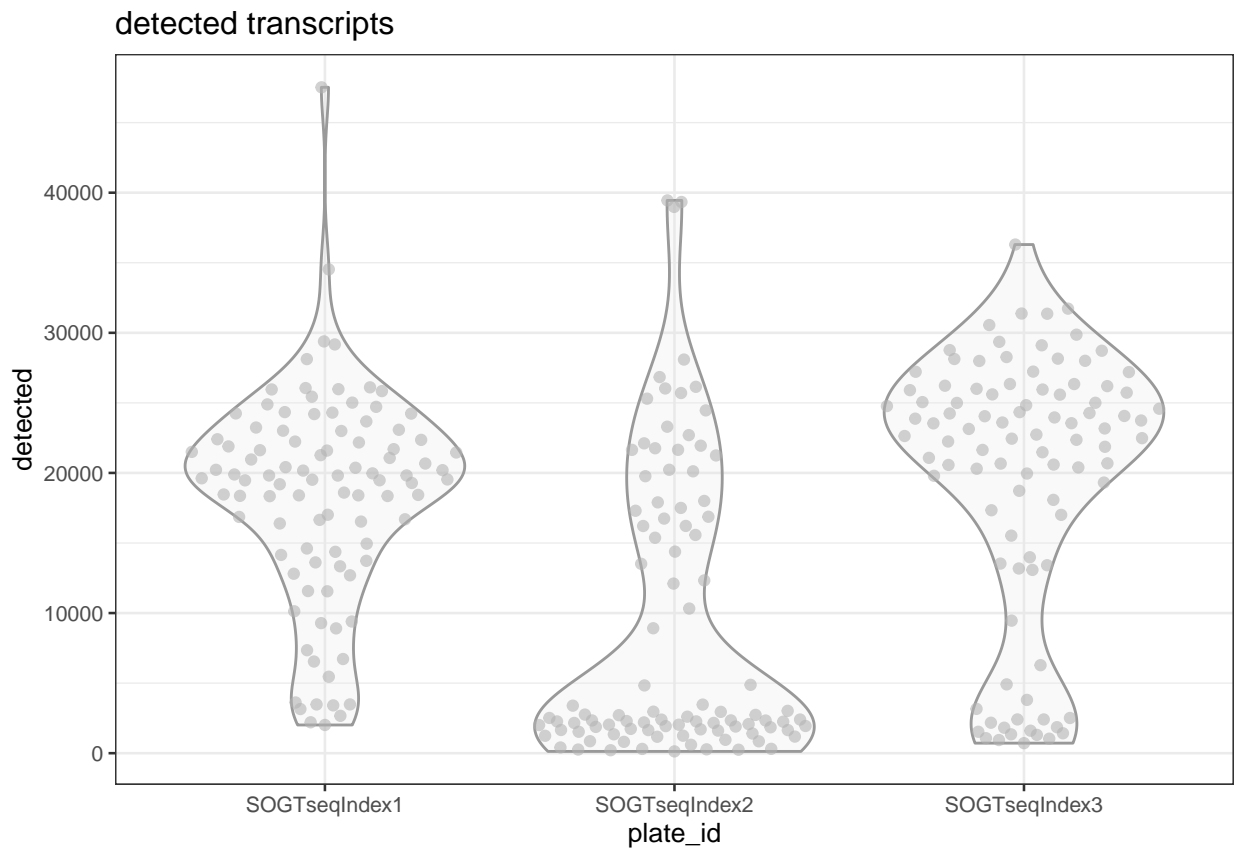 detected transcripts
detected
40000
30000
20000
10000
0
SOGTseqIndex1 SOGTseqIndex2 SOGTseqIndex3
plate_id